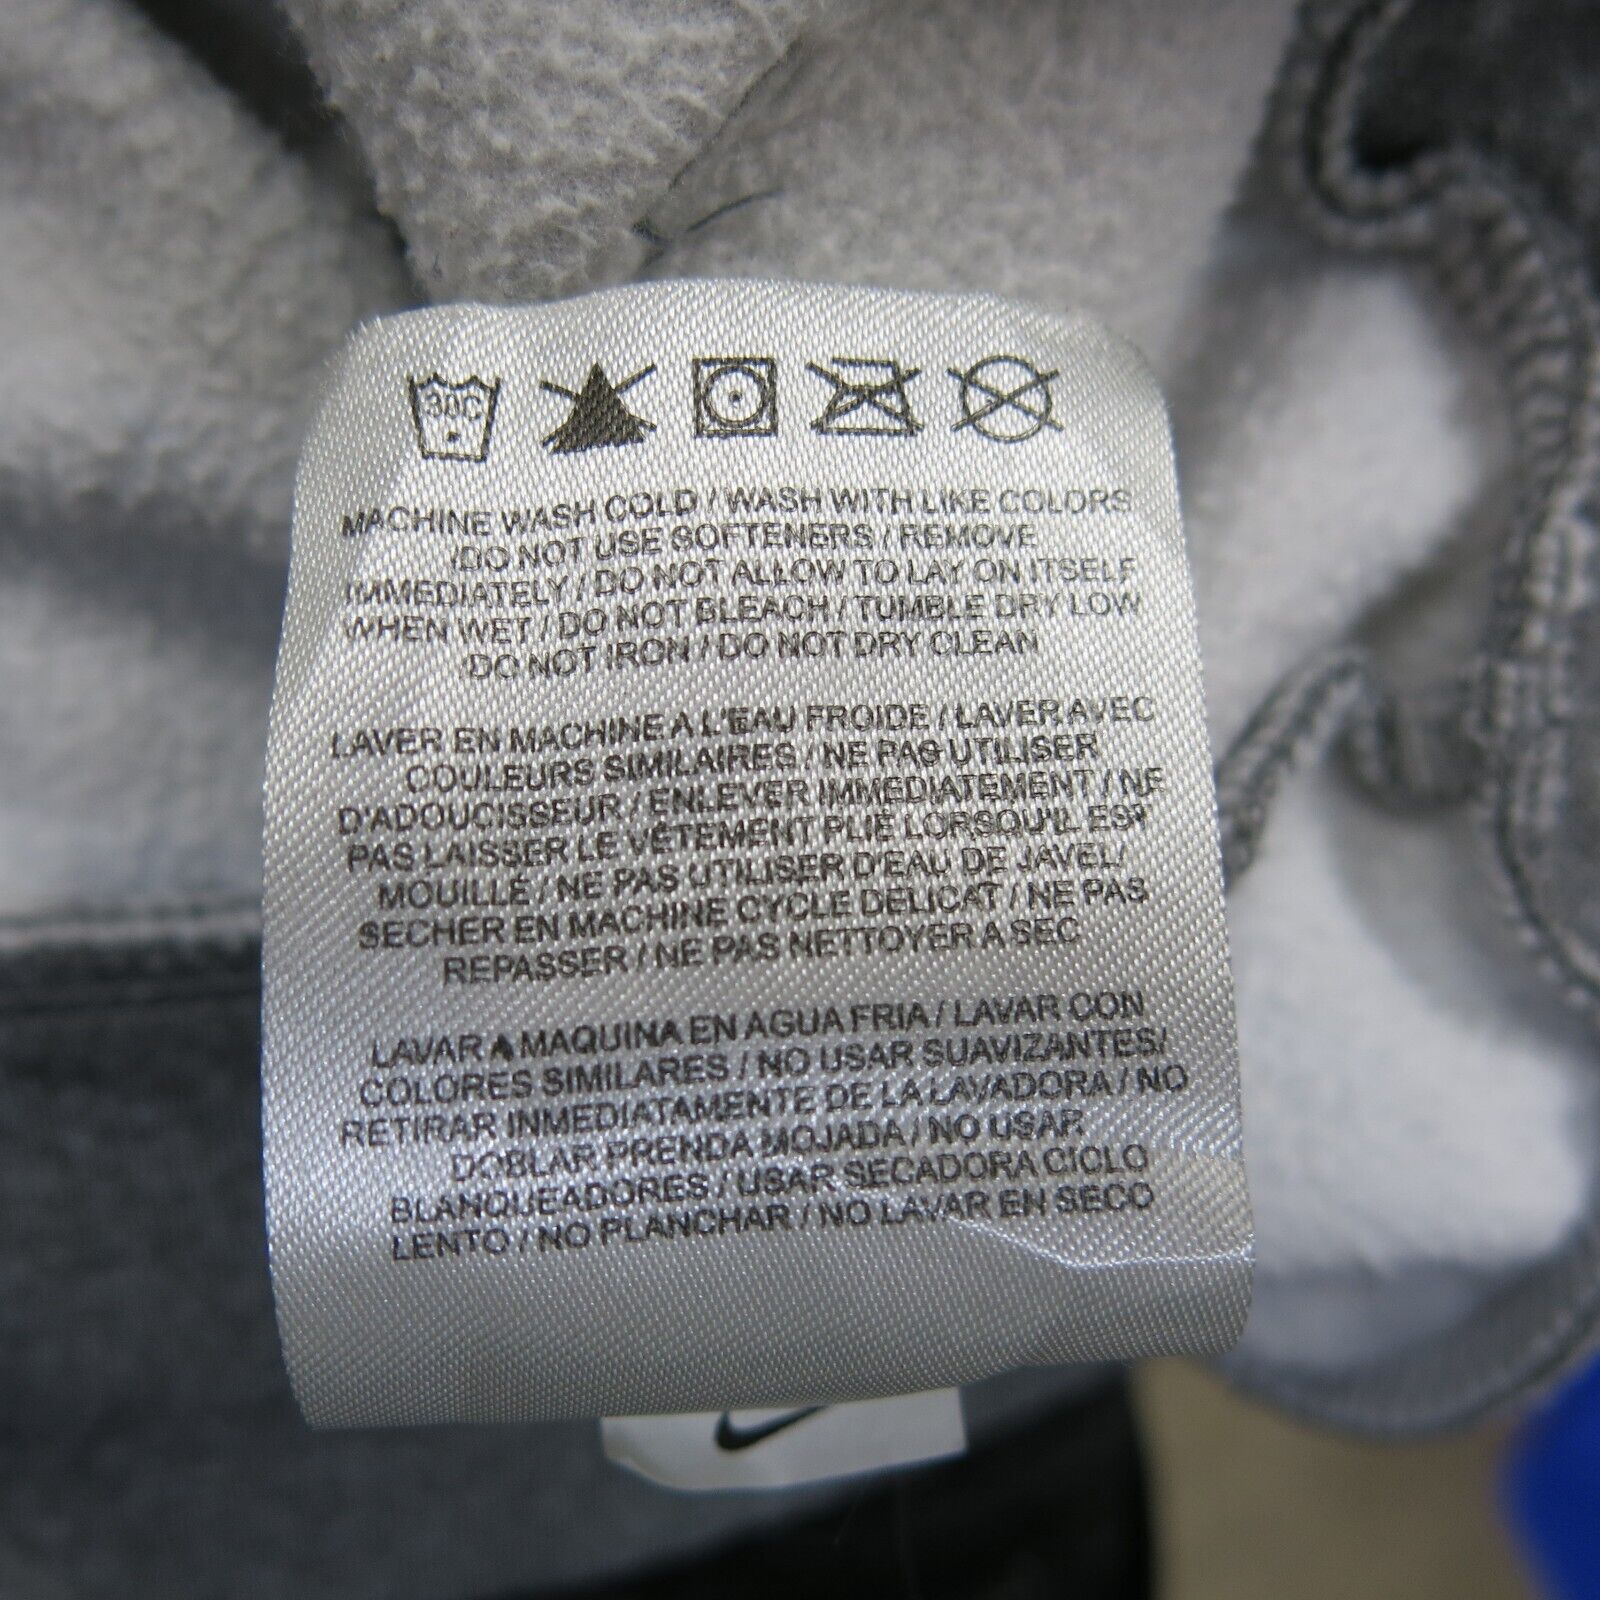 30C
MACHINE WASH COLD / WASH WITH LIKE COLORS
/DO NOT USE SOFTENERS / REMOVE
IMMEDIATELY / DO NOT ALLOW TO LAY ON ITSELF
WHEN WET / DO NOT BLEACH / TUMBLE DRY LOW
/DO NOT IRON / DO NOT DRY CLEAN
LAVER EN MACHINE A L'EAU FROIDE / LAVER AVEC
COULEURS SIMILAIRES / NE PAS UTILISER
D'ADOUCISSEUR / ENLEVER IMMEDIATEMENT / NE
PAS LAISSER LE VÊTEMENT PLIE LORSQU'IL EST
MOUILLÉ / NE PAS UTILISER D'EAU DE JAVEL/
SECHER EN MACHINE CYCLE DELICAT / NE PAS
REPASSER / NE PAS NETTOYER A SEC
LAVAR A MAQUINA EN AGUA FRIA / LAVAR CON
COLORES SIMILARES / NO USAR SUAVIZANTES/
RETIRAR INMEDIATAMENTE DE LA LAVADORA / NO
DOBLAR PRENDA MOJADA / NO USAR
BLANQUEADORES / USAR SECADORA CICLO
LENTO / NO PLANCHAR / NO LAVAR EN SECO